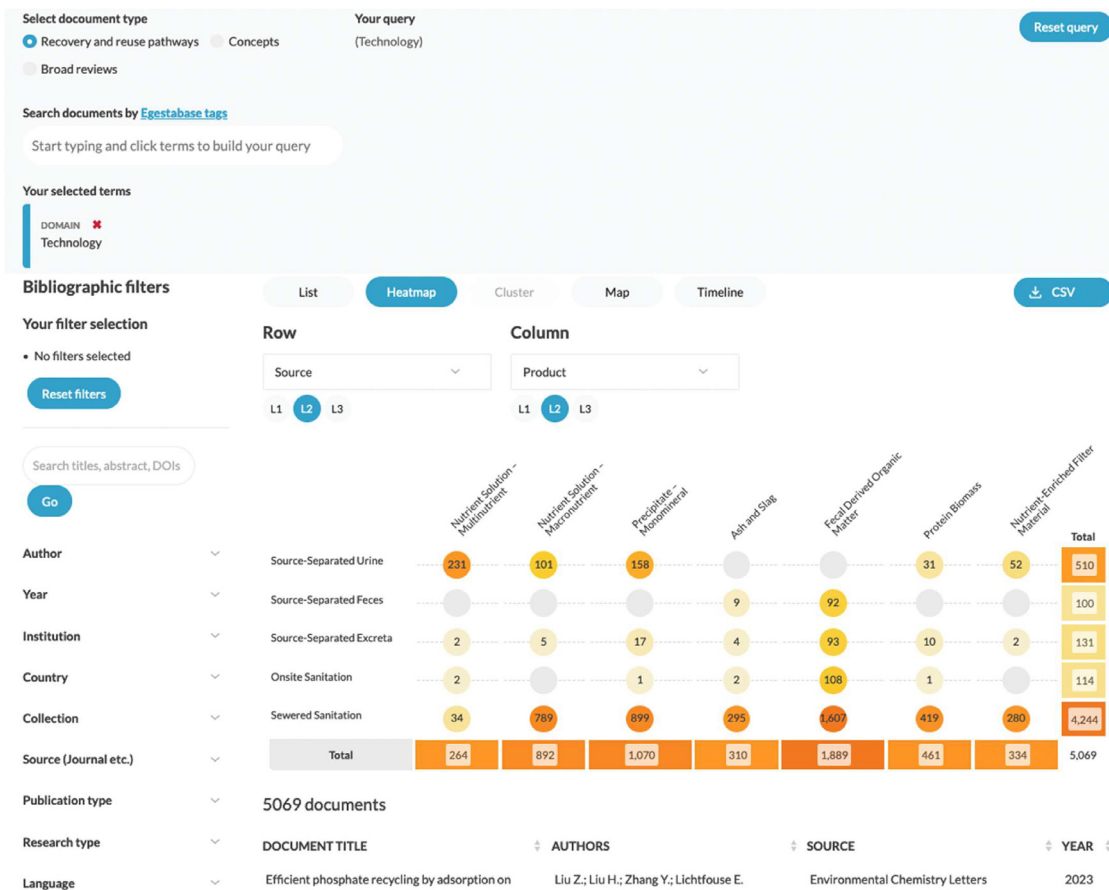 Select docoument type
Your query
Reset query
Recovery and reuse pathways
Concepts
(Technology)
Broad reviews
Search documents by Egestabase tags
Start typing and click terms to build your query
Your selected terms
DOMAIN ✖
Technology
Bibliographic filters
List
Heatmap
Cluster
Map
Timeline
CSV
Your filter selection
• No filters selected
Reset filters
Search titles, abstract, DOIs
Go
Author
Year
Institution
Country
Collection
Source (Journal etc.)
Publication type
Research type
Language
Row
Column
Source
Product
L1 L2 L3
L1 L2 L3
Nutrient Solution –
Multinutrient
Nutrient Solution –
Macronutrient
Precipitate –
Monomineral
Ash and Slag
Fecal Derived Organic
Matter
Protein Biomass
Nutrient-Enriched Filter
Material
Total
Source-Separated Urine 231 101 158 31 52 510
Source-Separated Feces 9 92 100
Source-Separated Excreta 2 5 17 4 93 10 2 131
Onsite Sanitation 2 1 2 108 1 114
Sewered Sanitation 34 789 899 295 1,607 419 280 4,244
Total 264 892 1,070 310 1,889 461 334 5,069
5069 documents
DOCUMENT TITLE AUTHORS SOURCE YEAR
Efficient phosphate recycling by adsorption on Liu Z.; Liu H.; Zhang Y.; Lichtfouse E. Environmental Chemistry Letters 2023